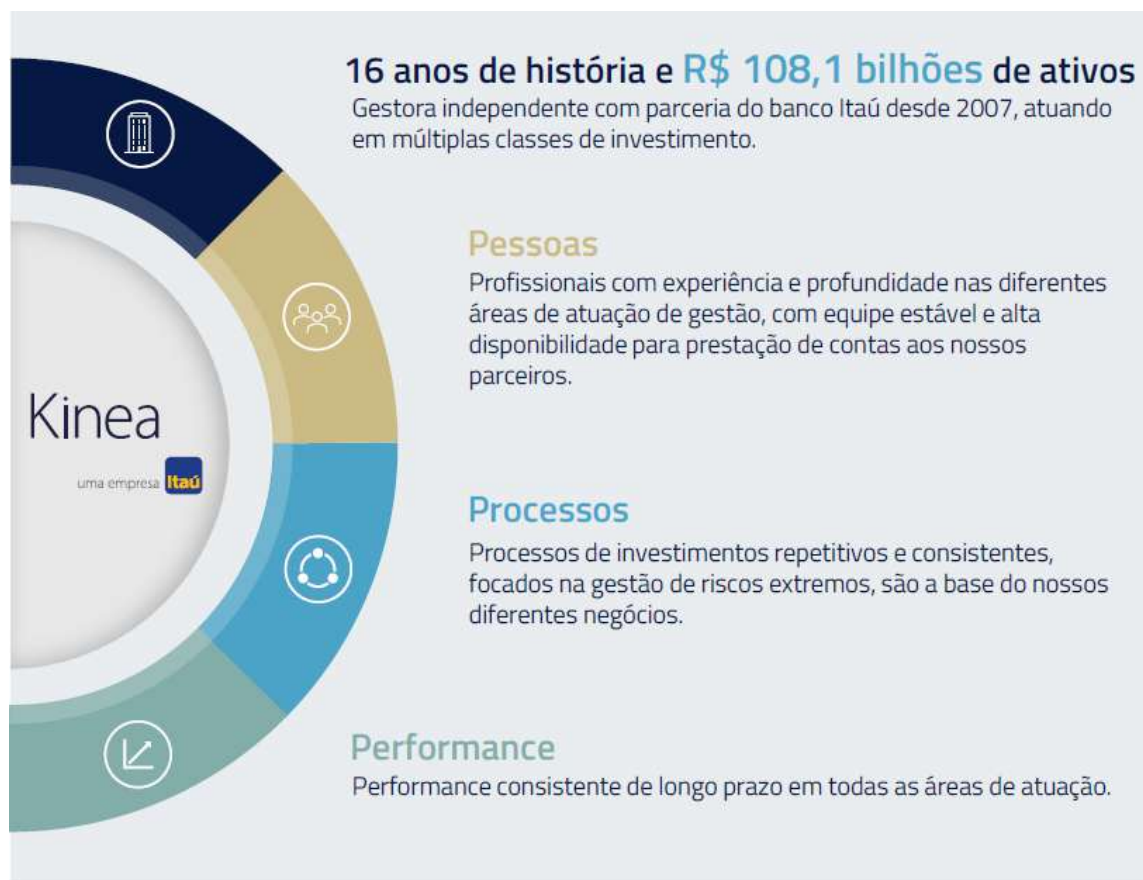 16 anos de história e R$ 108,1 bilhões de ativos
Gestora independente com parceria do banco Itaú desde 2007, atuando
em múltiplas classes de investimento.
Pessoas
Profissionais com experiência e profundidade nas diferentes
áreas de atuação de gestão, com equipe estável e alta
disponibilidade para prestação de contas aos nossos
parceiros.
Kinea
uma empresa Itaú
Processos
Processos de investimentos repetitivos e consistentes,
focados na gestão de riscos extremos, são a base do nossos
diferentes negócios.
Performance
Performance consistente de longo prazo em todas as áreas de atuação.